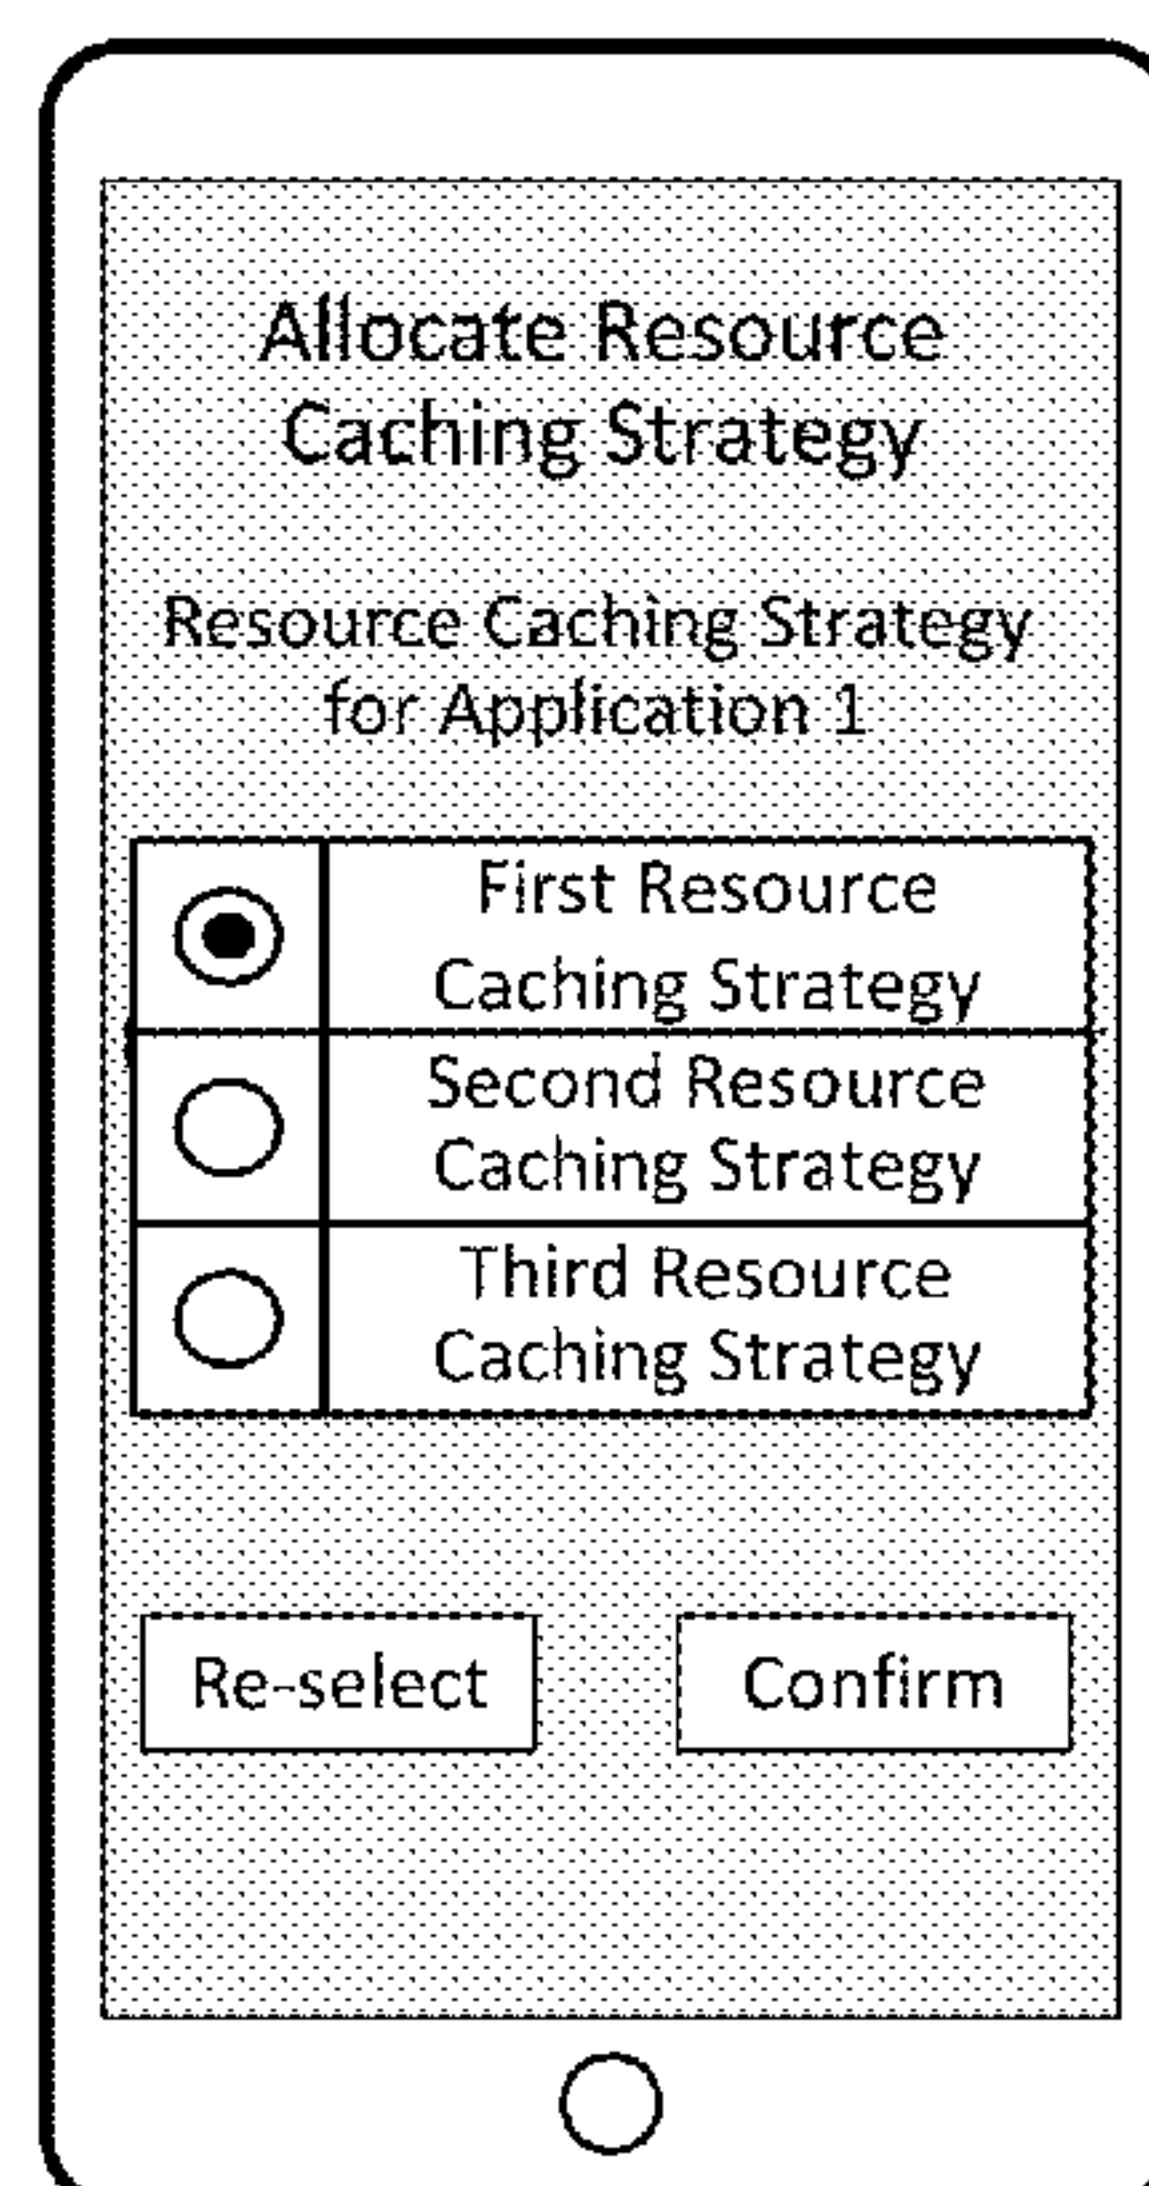 Allocate Resource
Caching Strategy
Resource Caching Strategy
for Application 1
First Resource
Caching Strategy
Second Resource
Caching Strategy
Third Resource
Caching Strategy
Re-select
Confirm